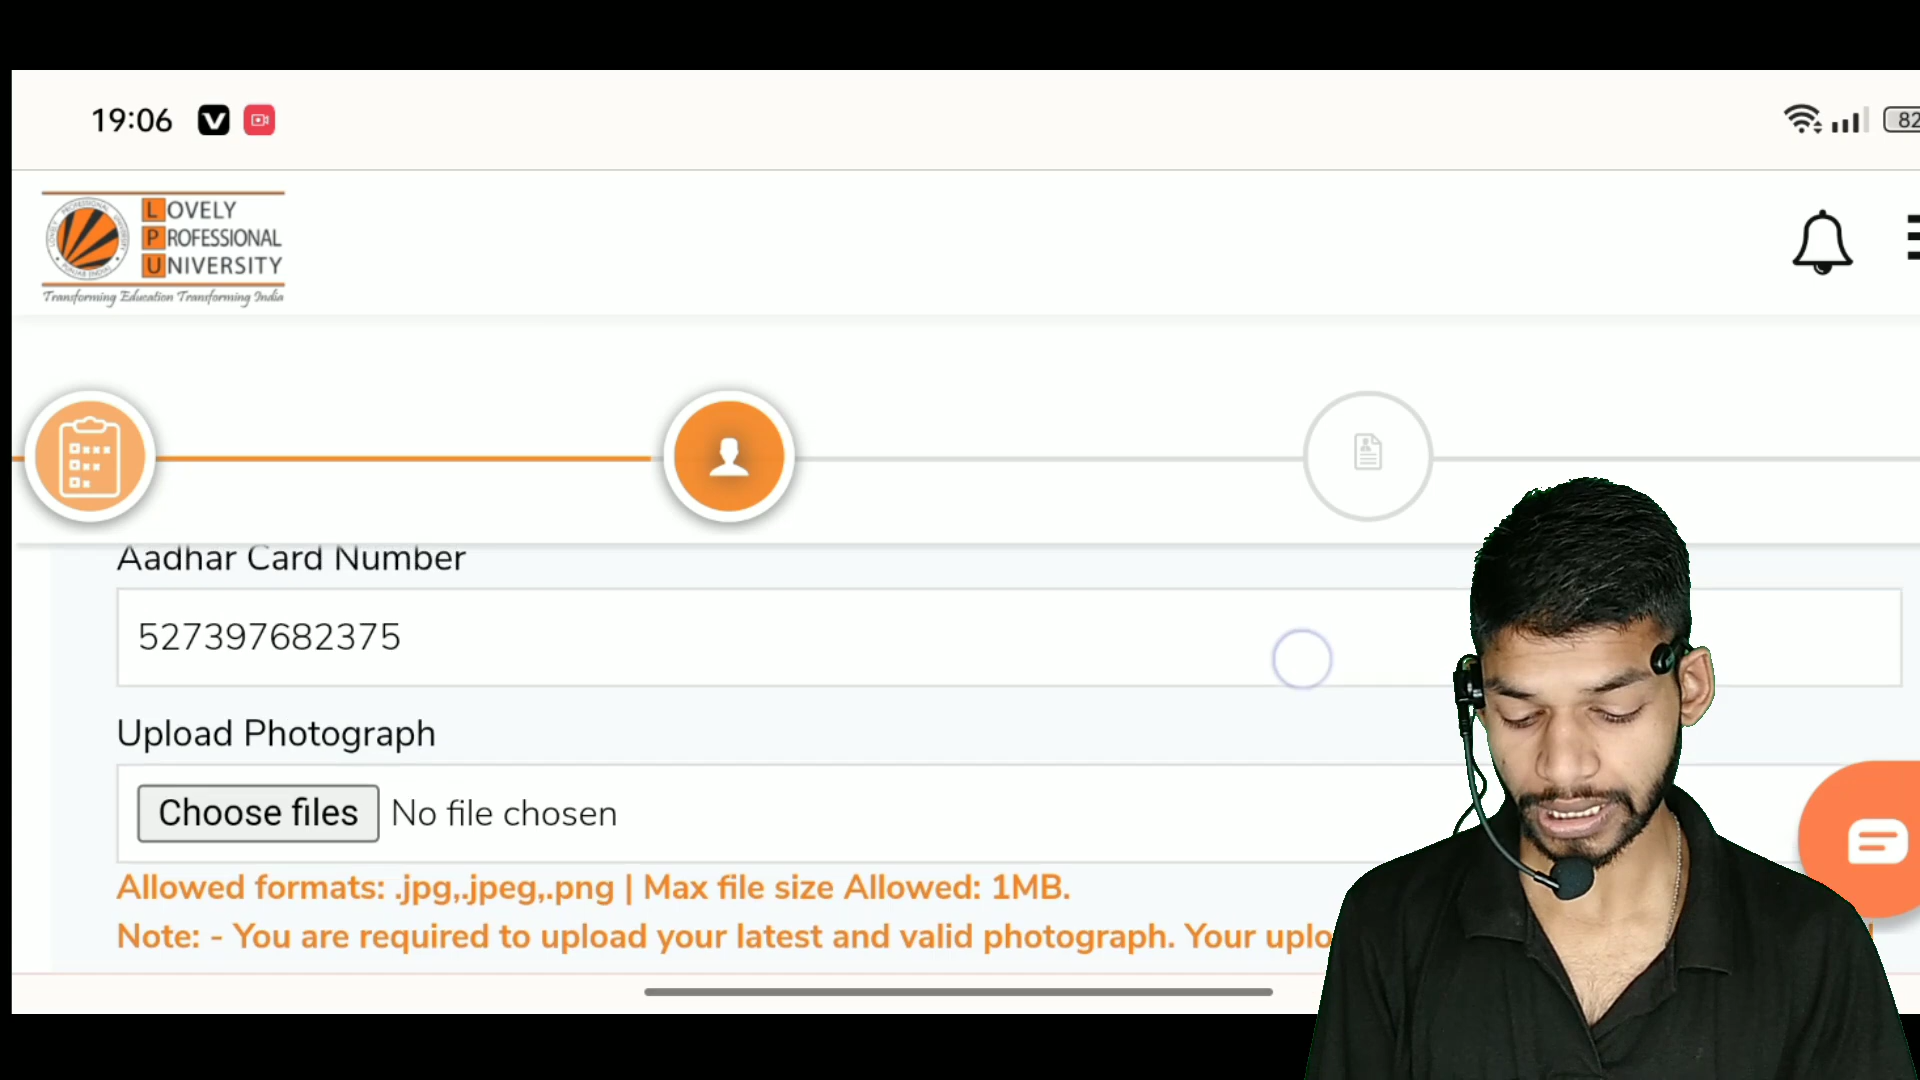 19:06
82
LOVELY
PROFESSIONAL
UNIVERSITY
Transforming Education Transforming India
Aadhar Card Number
527397682375
Upload Photograph
Choose files No file chosen
Allowed formats: .jpg,.jpeg,.png | Max file size Allowed: 1MB.
Note: - You are required to upload your latest and valid photograph. Your uplo